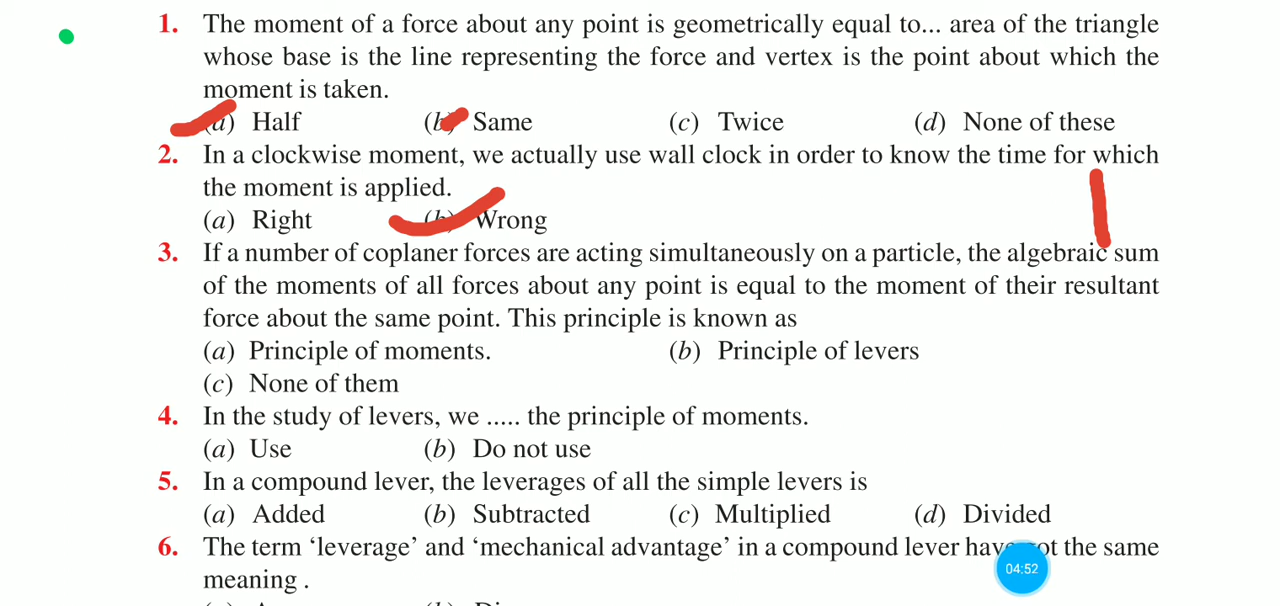 1. The moment of a force about any point is geometrically equal to... area of the triangle
whose base is the line representing the force and vertex is the point about which the
moment is taken.
(a) Half (b) Same (c) Twice (d) None of these
2. In a clockwise moment, we actually use wall clock in order to know the time for which
the moment is applied.
(a) Right (b) Wrong
3. If a number of coplaner forces are acting simultaneously on a particle, the algebraic sum
of the moments of all forces about any point is equal to the moment of their resultant
force about the same point. This principle is known as
(a) Principle of moments. (b) Principle of levers
(c) None of them
4. In the study of levers, we ..... the principle of moments.
(a) Use (b) Do not use
5. In a compound lever, the leverages of all the simple levers is
(a) Added (b) Subtracted (c) Multiplied (d) Divided
6. The term ‘leverage’ and ‘mechanical advantage’ in a compound lever have got the same
04:52
meaning .